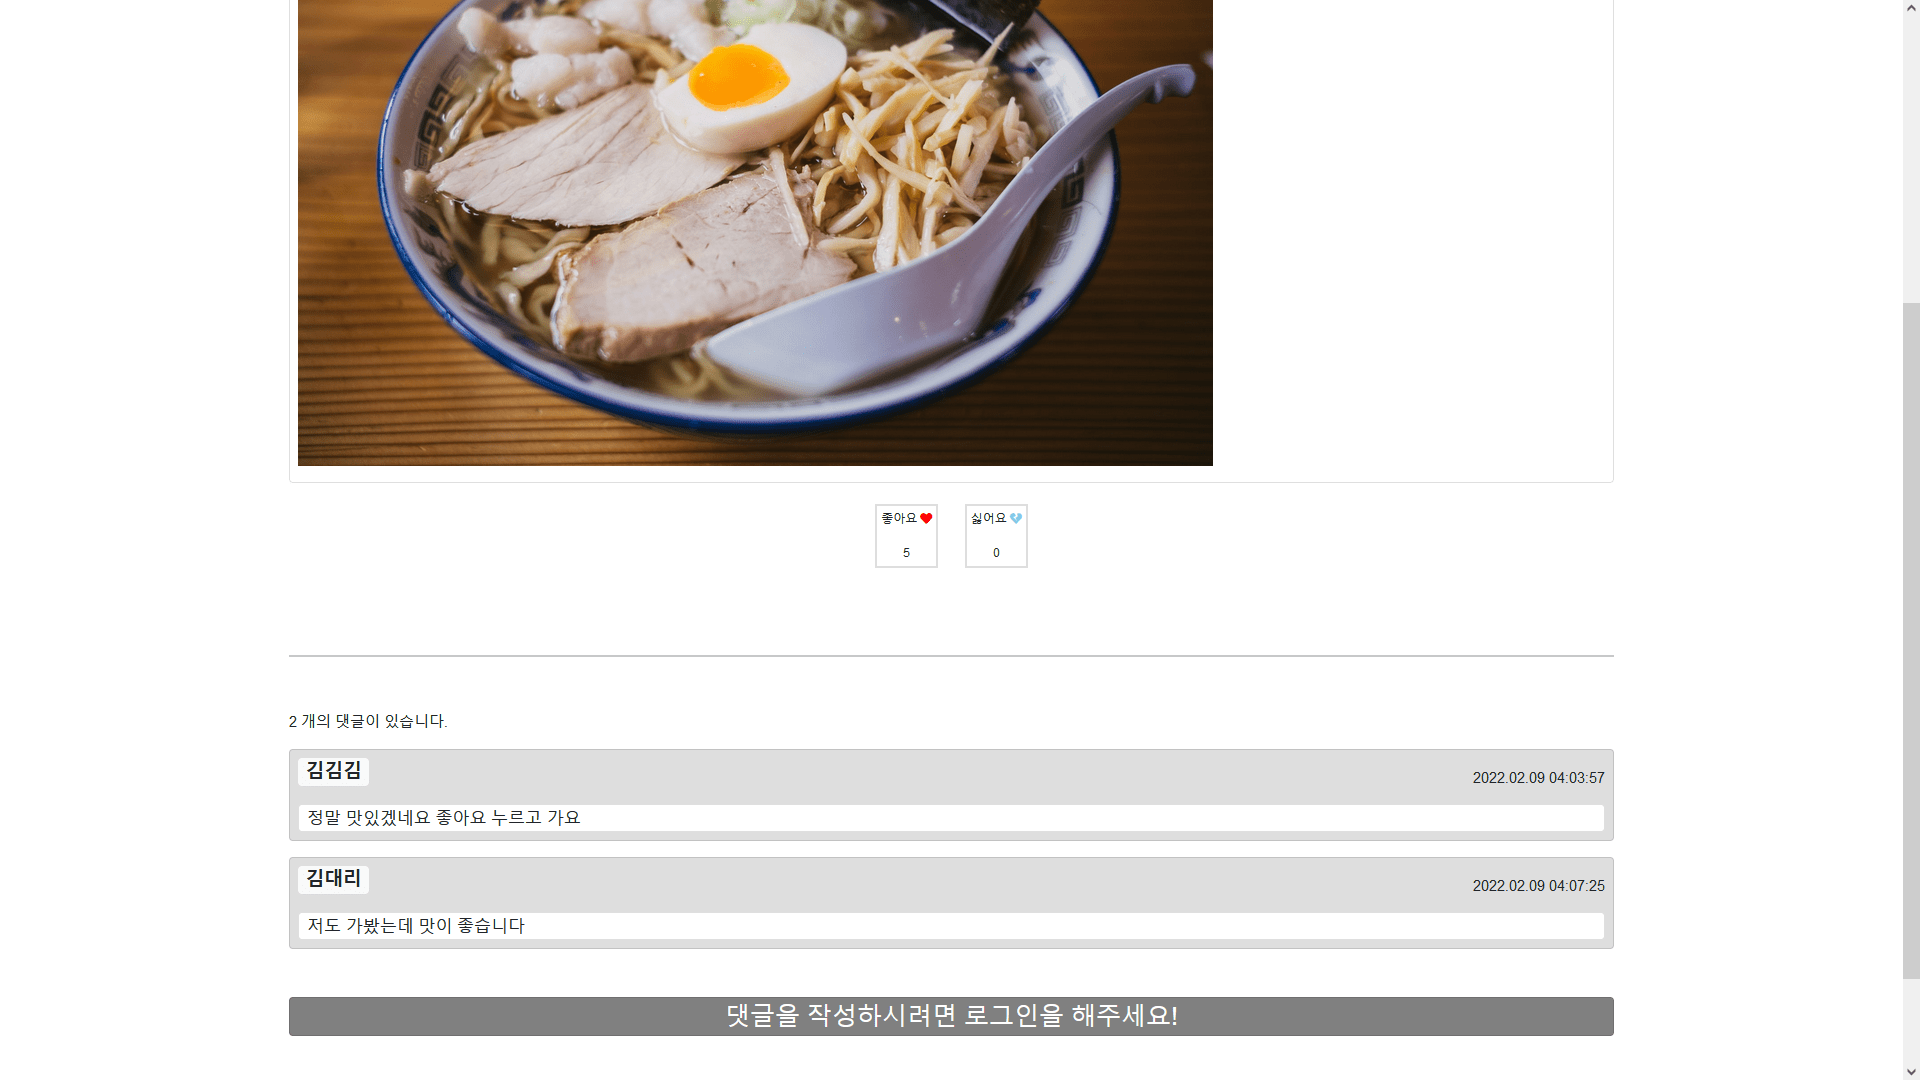 좋아요
싫어요
5
0
2 개의 댓글이 있습니다.
김김김
2022.02.09 04:03:57
정말 맛있겠네요 좋아요 누르고 가요
김대리
2022.02.09 04:07:25
저도 가봤는데 맛이 좋습니다
댓글을 작성하시려면 로그인을 해주세요!